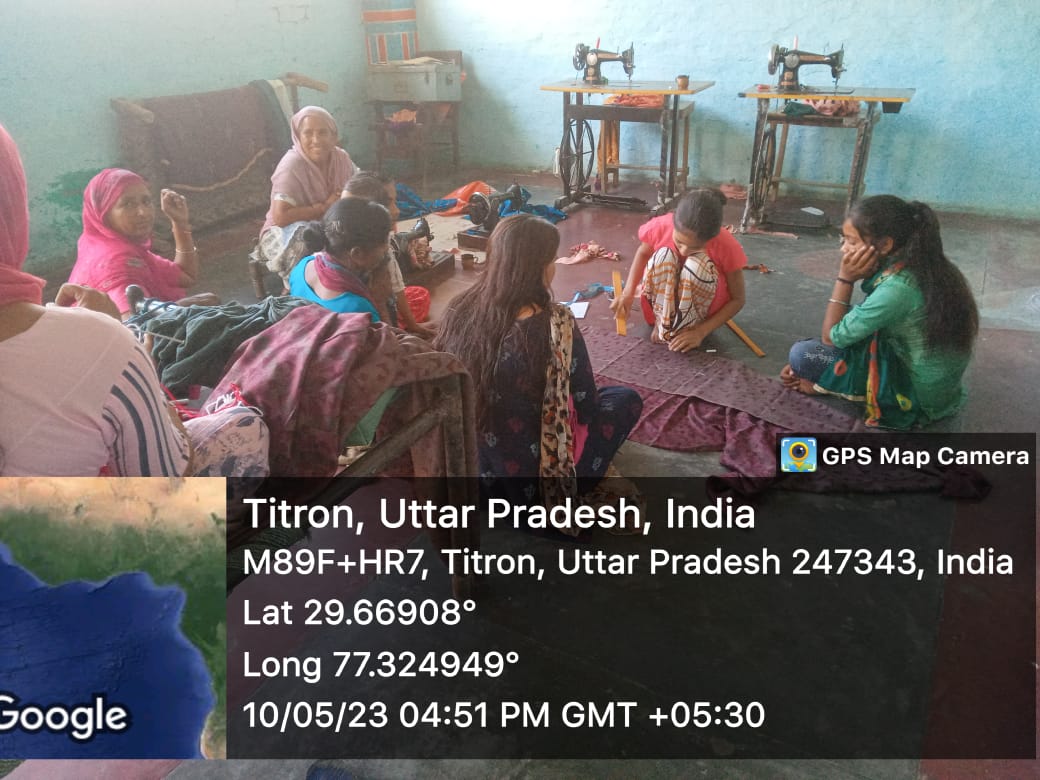 GPS Map Camera
Titron, Uttar Pradesh, India
M89F+HR7, Titron, Uttar Pradesh 247343, India
Lat 29.66908°
Long 77.324949°
10/05/23 04:51 PM GMT +05:30
Google